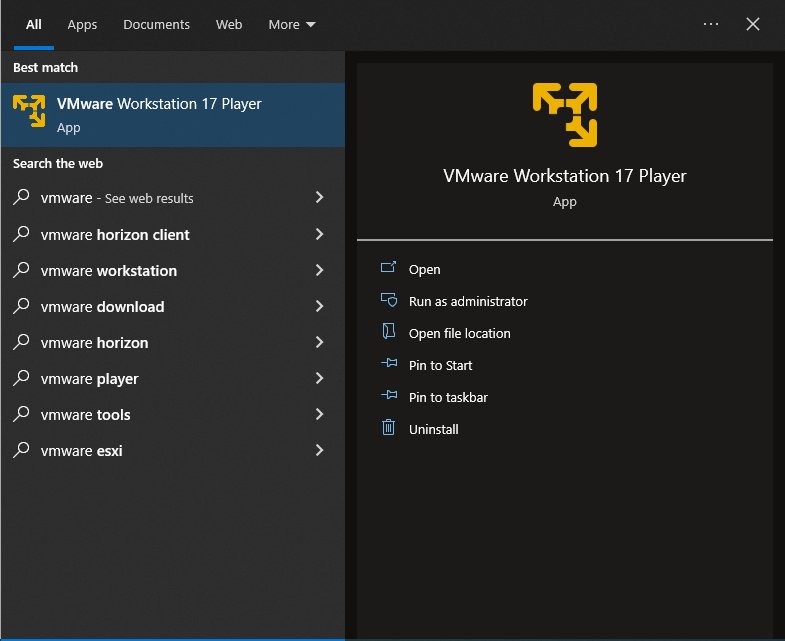 All Apps Documents Web More ...
Best match
VMware Workstation 17 Player
App
Search the web
vmware - See web results
vmware horizon client
vmware workstation
vmware download
vmware horizon
vmware player
vmware tools
vmware esxi
VMware Workstation 17 Player
App
Open
Run as administrator
Open file location
Pin to Start
Pin to taskbar
Uninstall